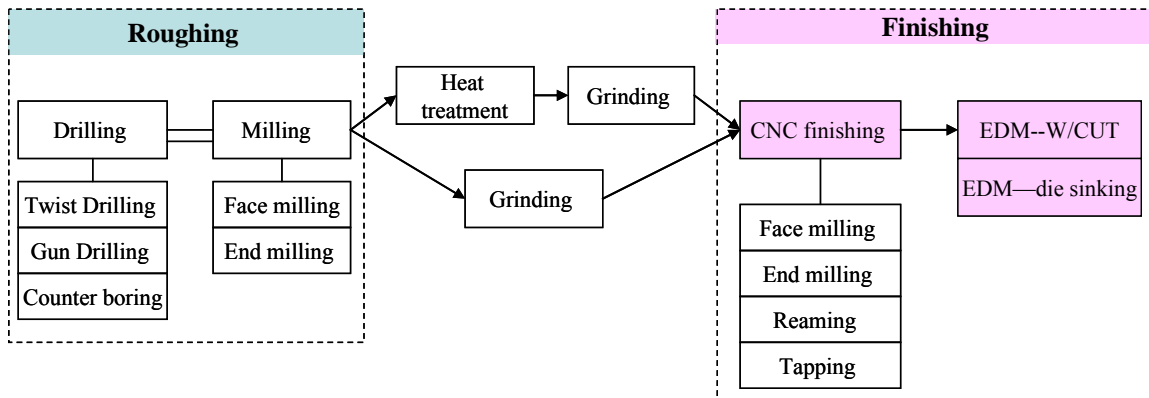 Roughing
Finishing
Heat
treatment
Grinding
Drilling
Milling
CNC finishing
EDM--W/CUT
EDM—die sinking
Grinding
Twist Drilling
Face milling
Gun Drilling
End milling
Counter boring
Face milling
End milling
Reaming
Tapping